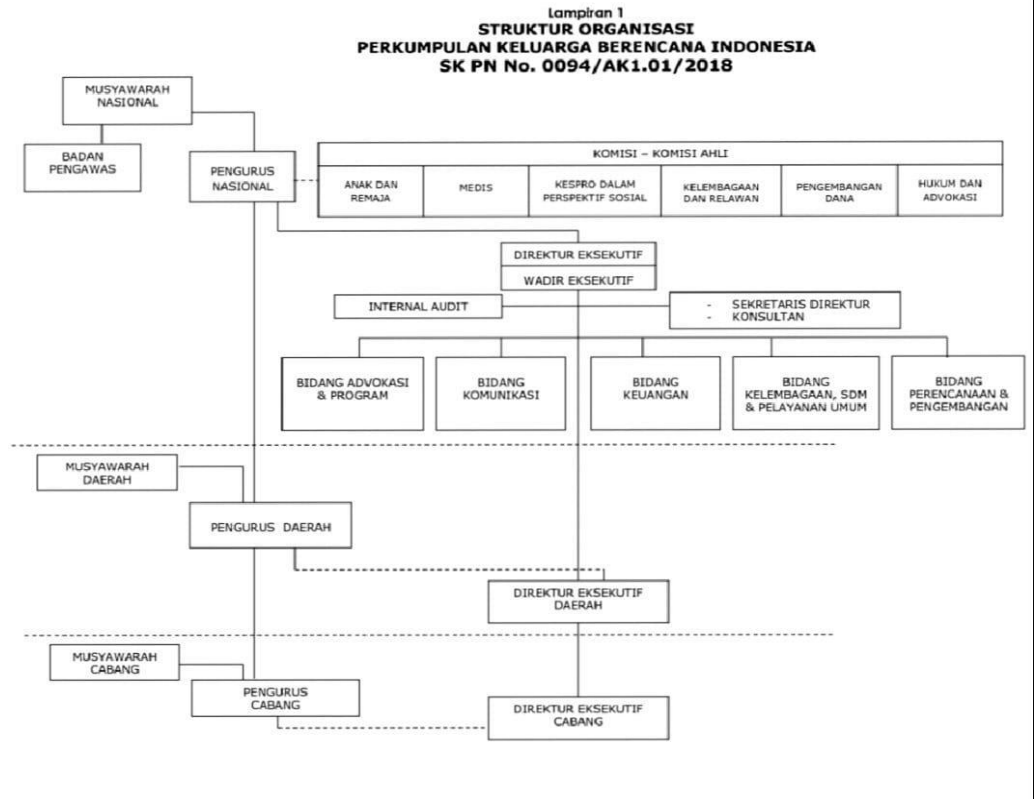 Lampiran 1
STRUKTUR ORGANISASI
PERKUMPULAN KELUARGA BERENCANA INDONESIA
SK PN No. 0094/AK1.01/2018
MUSYAWARAH
NASIONAL
BADAN
PENGAWAS
PENGURUS
NASIONAL
KOMISI – KOMISI AHLI
ANAK DAN
REMAJA
MEDIS
KESPRO DALAM
PERSPEKTIF SOSIAL
KELEMBAGAAN
DAN RELAWAN
PENGEMBANGAN
DANA
HUKUM DAN
ADVOKASI
DIREKTUR EKSEKUTIF
WADIR EKSEKUTIF
INTERNAL AUDIT
- SEKRETARIS DIREKTUR
- KONSULTAN
BIDANG ADVOKASI
& PROGRAM
BIDANG
KOMUNIKASI
BIDANG
KEUANGAN
BIDANG
KELEMBAGAAN, SDM
& PELAYANAN UMUM
BIDANG
PERENCANAAN &
PENGEMBANGAN
MUSYAWARAH
DAERAH
PENGURUS DAERAH
DIREKTUR EKSEKUTIF
DAERAH
MUSYAWARAH
CABANG
PENGURUS
CABANG
DIREKTUR EKSEKUTIF
CABANG